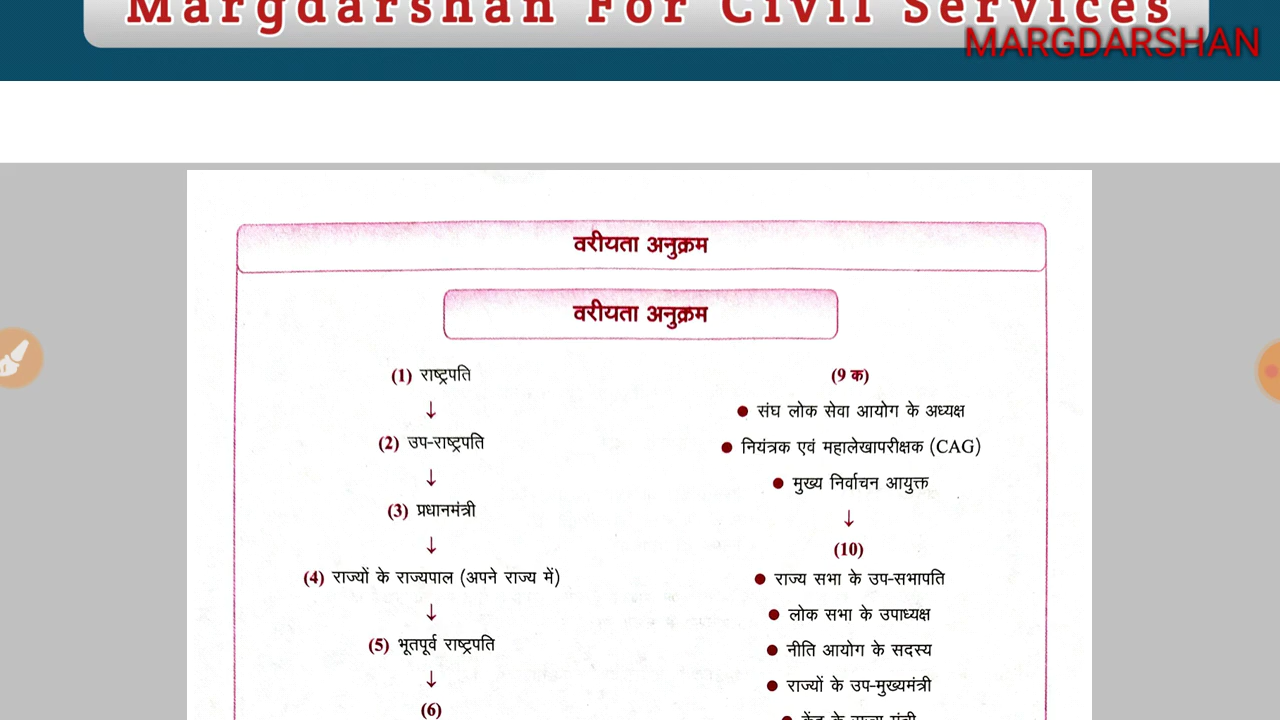 Margdarshan For Civil Services
MARGDARSHAN
वरीयता अनुक्रम
वरीयता अनुक्रम
(1) राष्ट्रपति
↓
(2) उप-राष्ट्रपति
↓
(3) प्रधानमंत्री
↓
(4) राज्यों के राज्यपाल (अपने राज्य में)
↓
(5) भूतपूर्व राष्ट्रपति
↓
(6)
(9 क)
● संघ लोक सेवा आयोग के अध्यक्ष
● नियंत्रक एवं महालेखापरीक्षक (CAG)
● मुख्य निर्वाचन आयुक्त
↓
(10)
● राज्य सभा के उप-सभापति
● लोक सभा के उपाध्यक्ष
● नीति आयोग के सदस्य
● राज्यों के उप-मुख्यमंत्री
● केंद्र के राज्य मंत्री